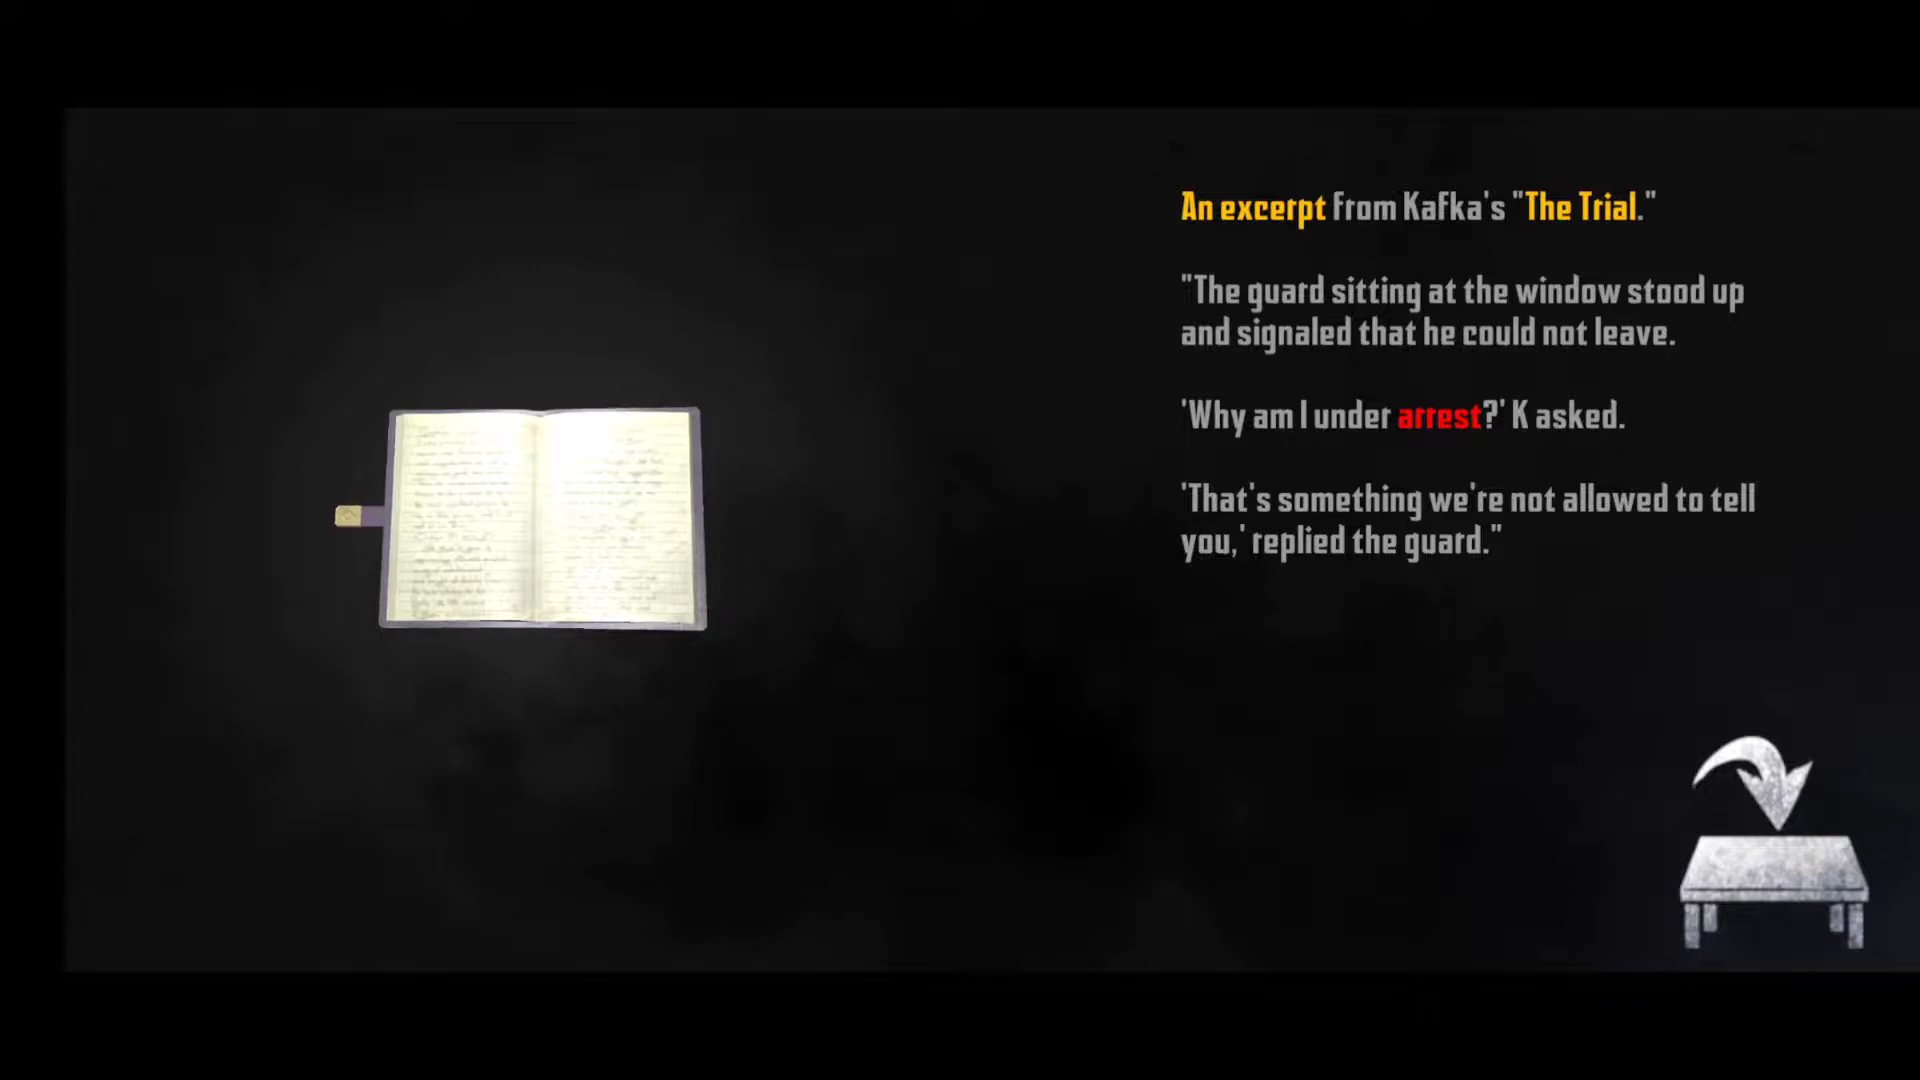 An excerpt from Kafka's "The Trial."
"The guard sitting at the window stood up
and signaled that he could not leave.
'Why am I under arrest?' K asked.
'That's something we're not allowed to tell
you,' replied the guard."